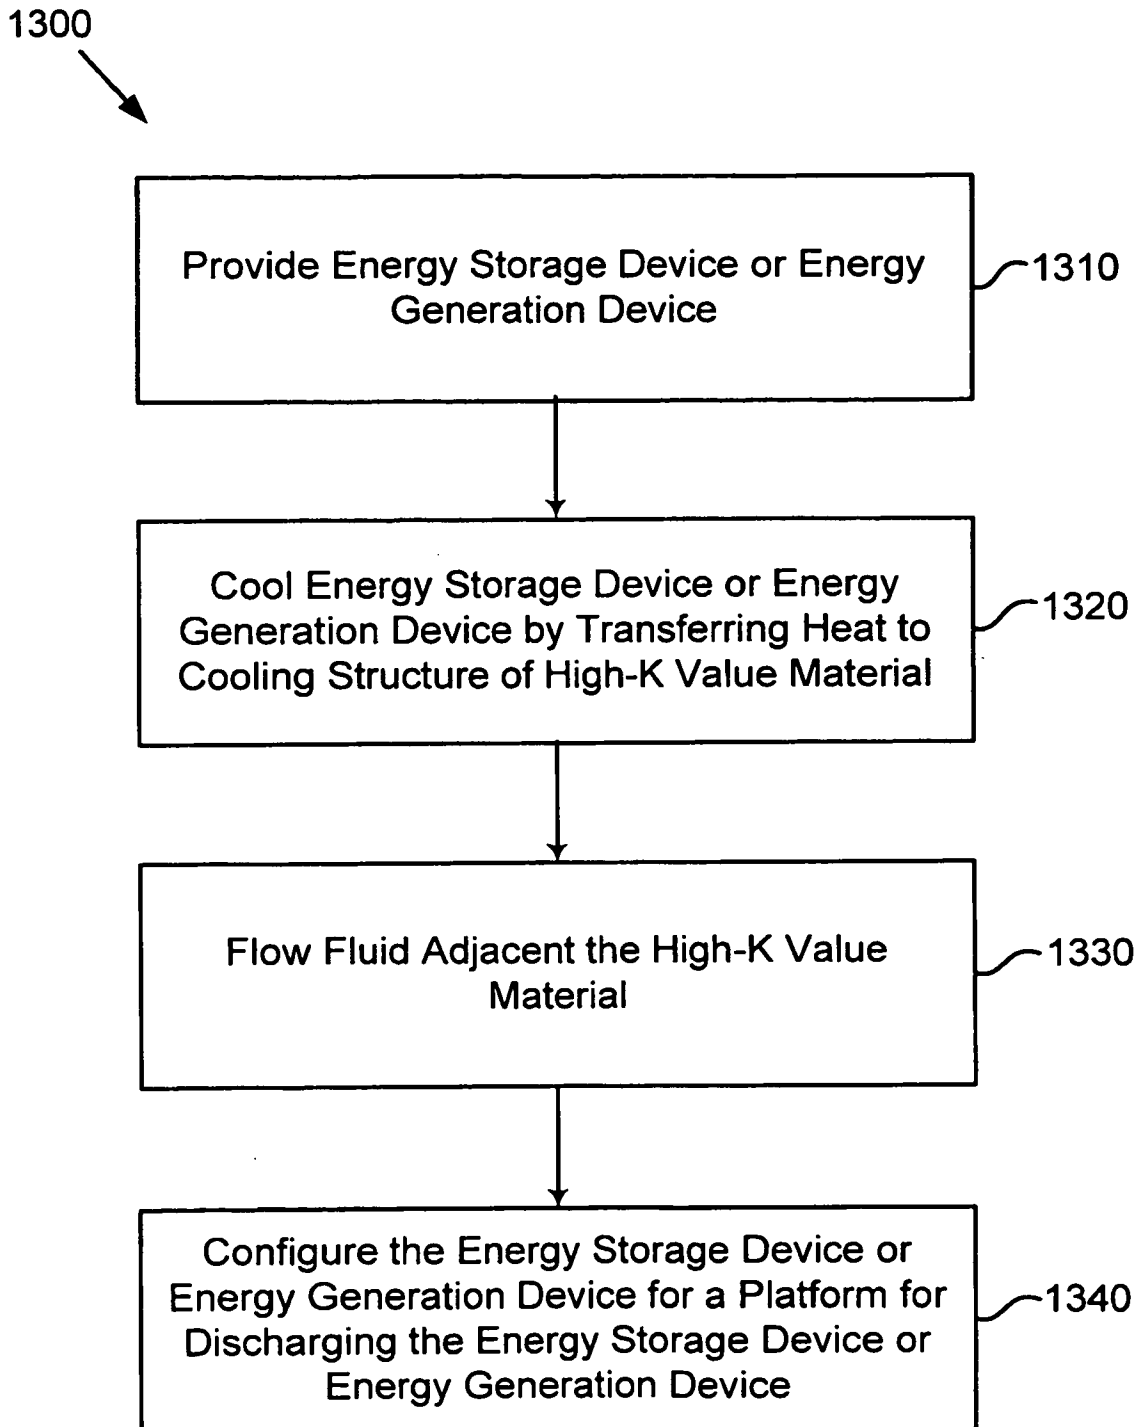 1300
Provide Energy Storage Device or Energy
Generation Device
1310
Cool Energy Storage Device or Energy
Generation Device by Transferring Heat to
Cooling Structure of High-K Value Material
1320
Flow Fluid Adjacent the High-K Value
Material
1330
Configure the Energy Storage Device or
Energy Generation Device for a Platform for
Discharging the Energy Storage Device or
Energy Generation Device
1340